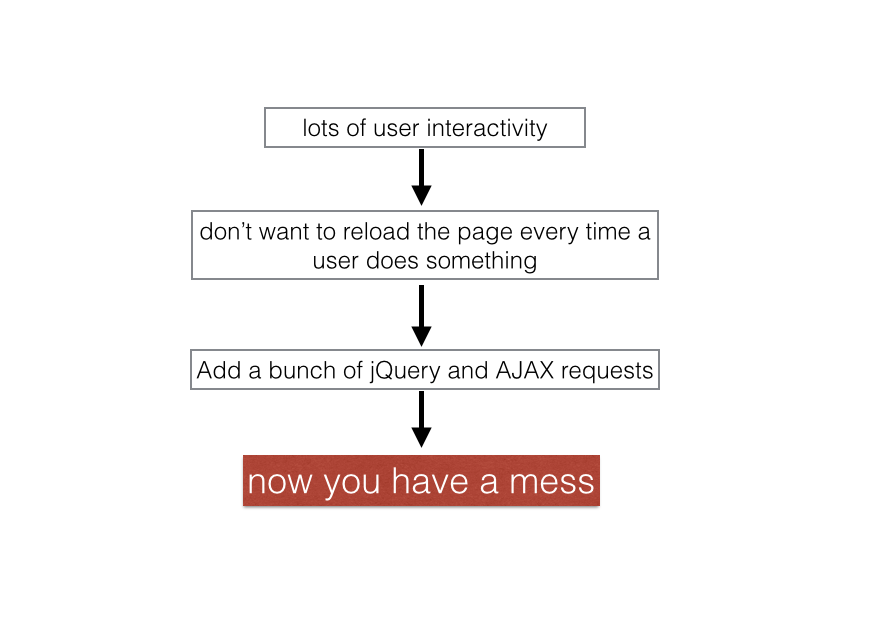 lots of user interactivity
don’t want to reload the page every time a
user does something
Add a bunch of jQuery and AJAX requests
now you have a mess